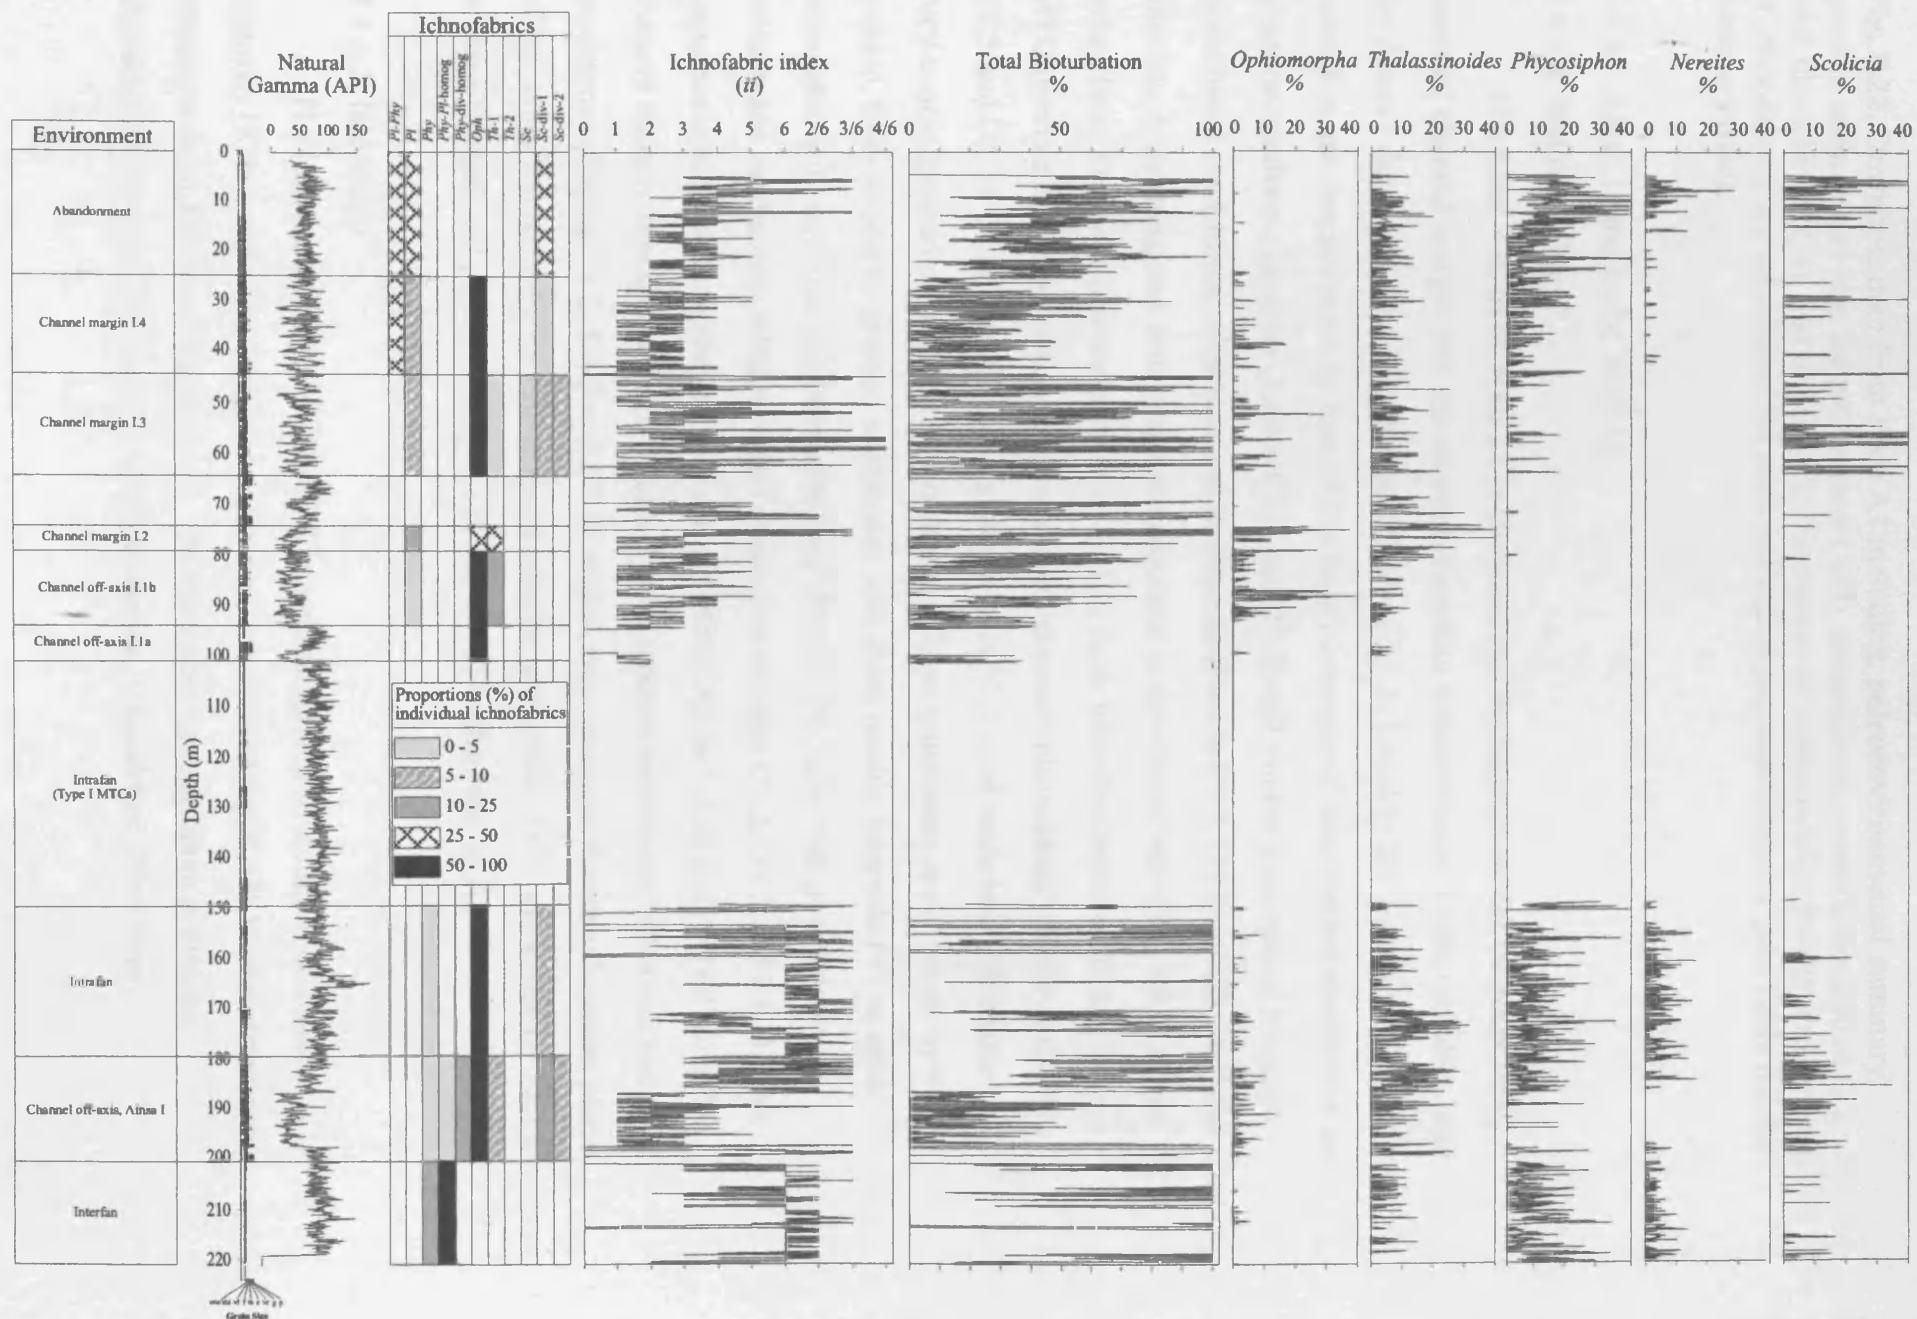 Ichnofabrics
Natural
Gamma (API)
Ichnofabric index
(ii)
Total Bioturbation
%
Ophiomorpha
%
Thalassinoides
%
Phycosiphon
%
Nereites
%
Scolicia
%
Pl-Phy
Pl
Phy
Phy-Pl-homog
Phy-div-homog
Oph
Th-1
Th-2
Sc
Sc-div-1
Sc-div-2
Environment
0 50 100 150
0 1 2 3 4 5 6 2/6 3/6 4/6
0 50 100
0 10 20 30 40
0 10 20 30 40
0 10 20 30 40
0 10 20 30 40
0 10 20 30 40
Depth (m)
0
10
20
30
40
50
60
70
80
90
100
110
120
130
140
150
160
170
180
190
200
210
220
Abandonment
Channel margin I.4
Channel margin I.3
Channel margin I.2
Channel off-axis I.1b
Channel off-axis I.1a
Intrafan
(Type I MTCs)
Intrafan
Channel off-axis, Ainsa I
Interfan
Proportions (%) of
individual ichnofabrics
0 - 5
5 - 10
10 - 25
25 - 50
50 - 100
Grain Size